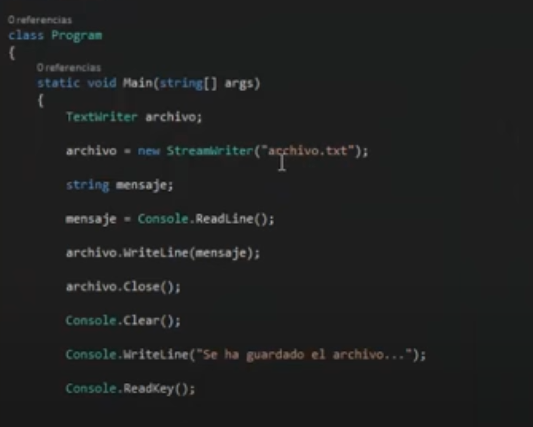 0 referencias
class Program
{
0 referencias
static void Main(string[] args)
{
TextWriter archivo;
archivo = new StreamWriter("archivo.txt");
string mensaje;
mensaje = Console.ReadLine();
archivo.WriteLine(mensaje);
archivo.Close();
Console.Clear();
Console.WriteLine("Se ha guardado el archivo...");
Console.ReadKey();